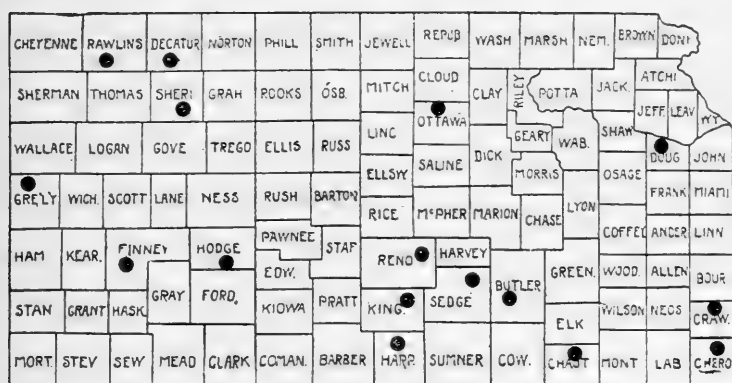 CHEYENNE RAWLINS DECATUR NORTON PHILL SMITH JEWELL REPUB WASH MARSH NEM. BROWN DONI
SHERMAN THOMAS SHERI GRAH ROOKS OSB. MITCH CLOUD CLAY RILEY POTTA JACK. ATCHI
JEFF. LEAV WY
WALLACE LOGAN GOVE TREGO ELLIS RUSS LINC OTTAWA GEARY WAB. SHAW DOUG JOHN
ELLSW SALINE DICK MORRIS OSAGE
GRE'LY WICH. SCOTT LANE NESS RUSH BARTON RICE McPHER MARION CHASE LYON FRANK MIAMI
COFFEE ANDER LINN
HAM KEAR. FINNEY HODGE PAWNEE STAF RENO HARVEY
EDW. SEDGE BUTLER GREEN. WOOD. ALLEN BOUR
STAN GRANT HASK GRAY FORD. KIOWA PRATT KING. ELK WILSON NEOS CRAW.
MORT. STEV SEW MEAD CLARK COMAN. BARBER HARP. SUMNER COW. CHAUT MONT LAB CHERO